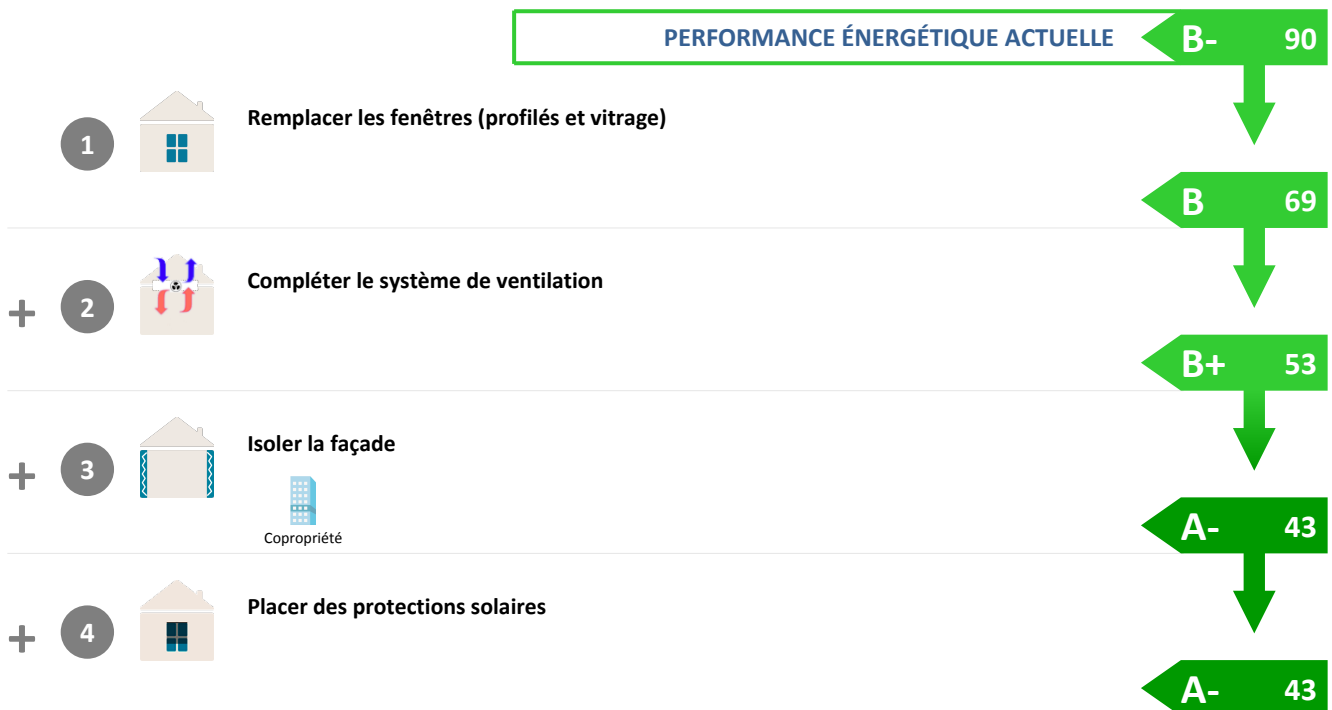 PERFORMANCE ÉNERGÉTIQUE ACTUELLE B- 90
1 Remplacer les fenêtres (profilés et vitrage)
B 69
+ 2 Compléter le système de ventilation
B+ 53
+ 3 Isoler la façade
Copropriété
A- 43
+ 4 Placer des protections solaires
A- 43